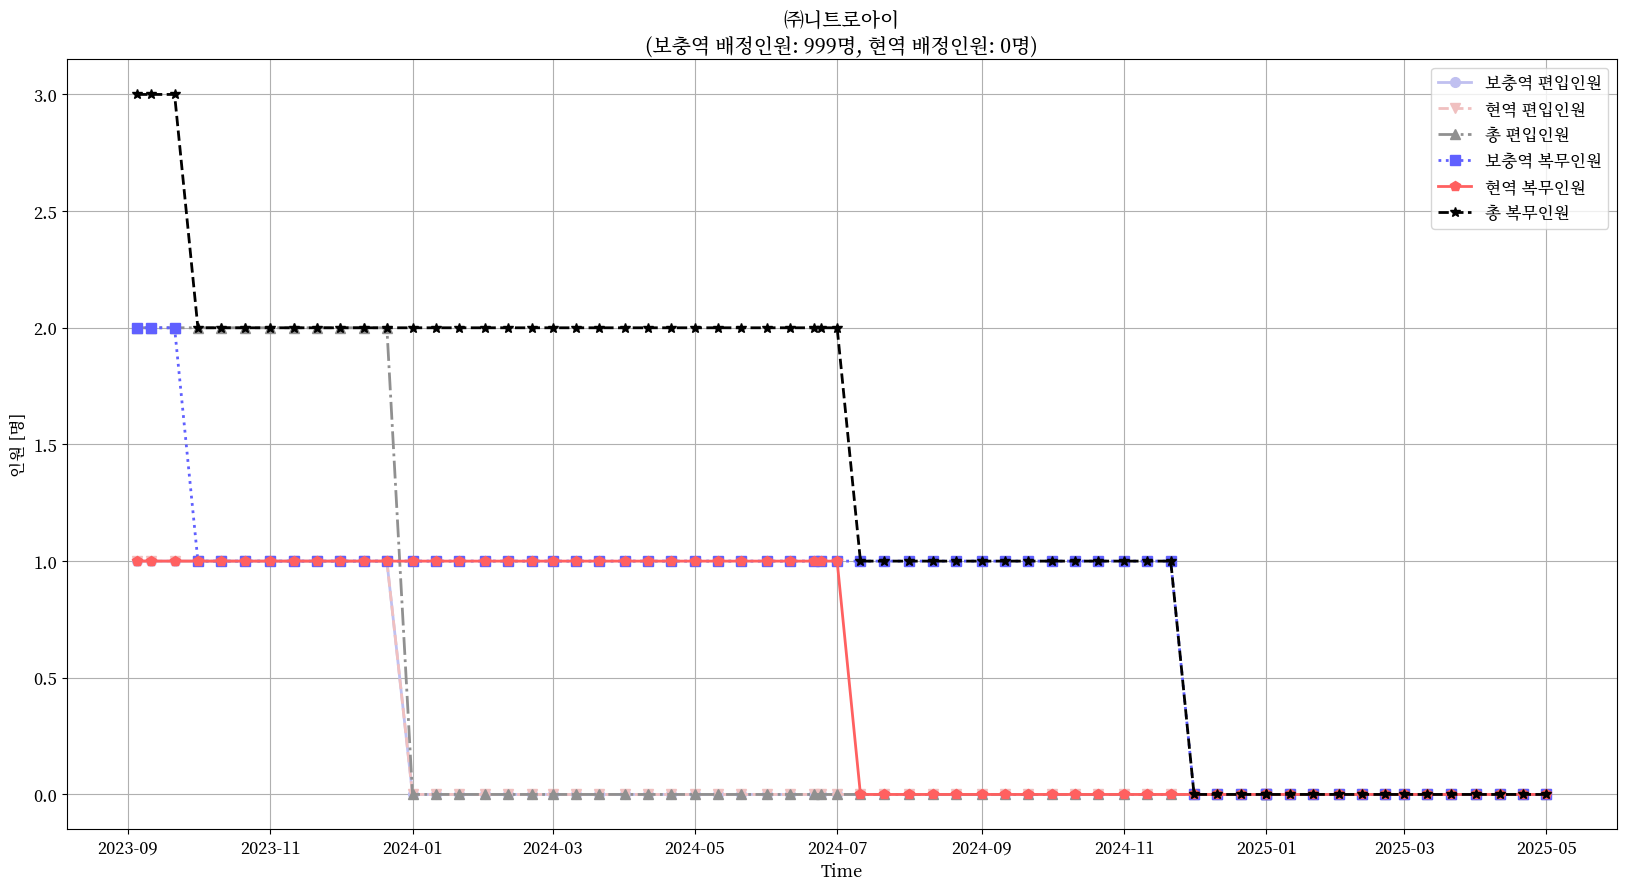 ㈜니트로아이
(보충역 배정인원: 999명, 현역 배정인원: 0명)
보충역 편입인원
현역 편입인원
총 편입인원
보충역 복무인원
현역 복무인원
총 복무인원
3.0
2.5
2.0
1.5
1.0
0.5
0.0
인원 [명]
2023-09
2023-11
2024-01
2024-03
2024-05
2024-07
2024-09
2024-11
2025-01
2025-03
2025-05
Time